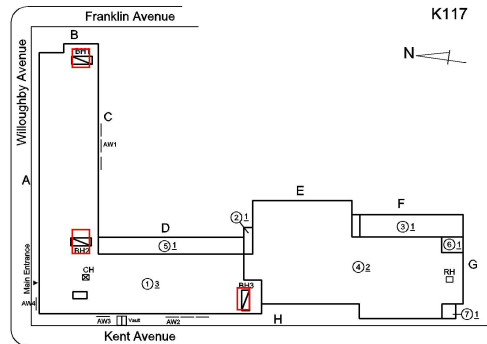 Franklin Avenue
K117
Willoughby Avenue
B
BH1
N
C
AW1
A
E
F
② 1
③ 1
D
⑤ 1
⑥ 1
BH2
G
④ 2
CH
RH
Main Entrance
① 3
BH3
AW4
⑦ 1
AW3
Vault
AW2
H
Kent Avenue